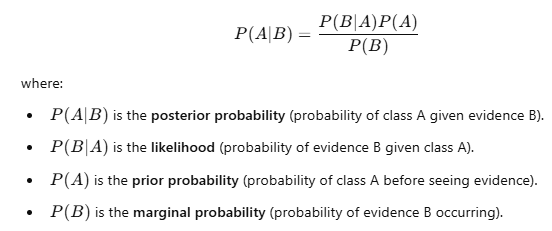 P(A|B) = P(B|A)P(A) / P(B)
where:
• P(A|B) is the posterior probability (probability of class A given evidence B).
• P(B|A) is the likelihood (probability of evidence B given class A).
• P(A) is the prior probability (probability of class A before seeing evidence).
• P(B) is the marginal probability (probability of evidence B occurring).